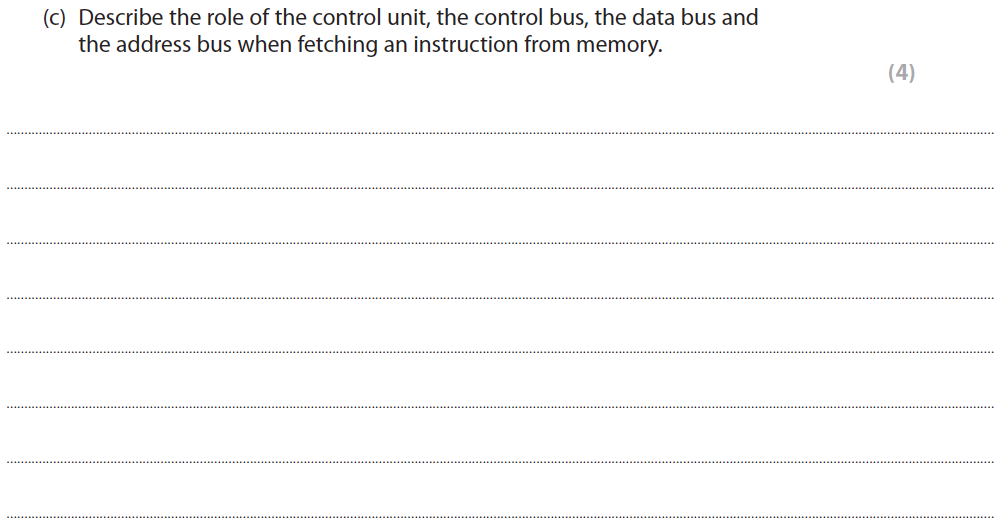 (c) Describe the role of the control unit, the control bus, the data bus and
the address bus when fetching an instruction from memory.
(4)